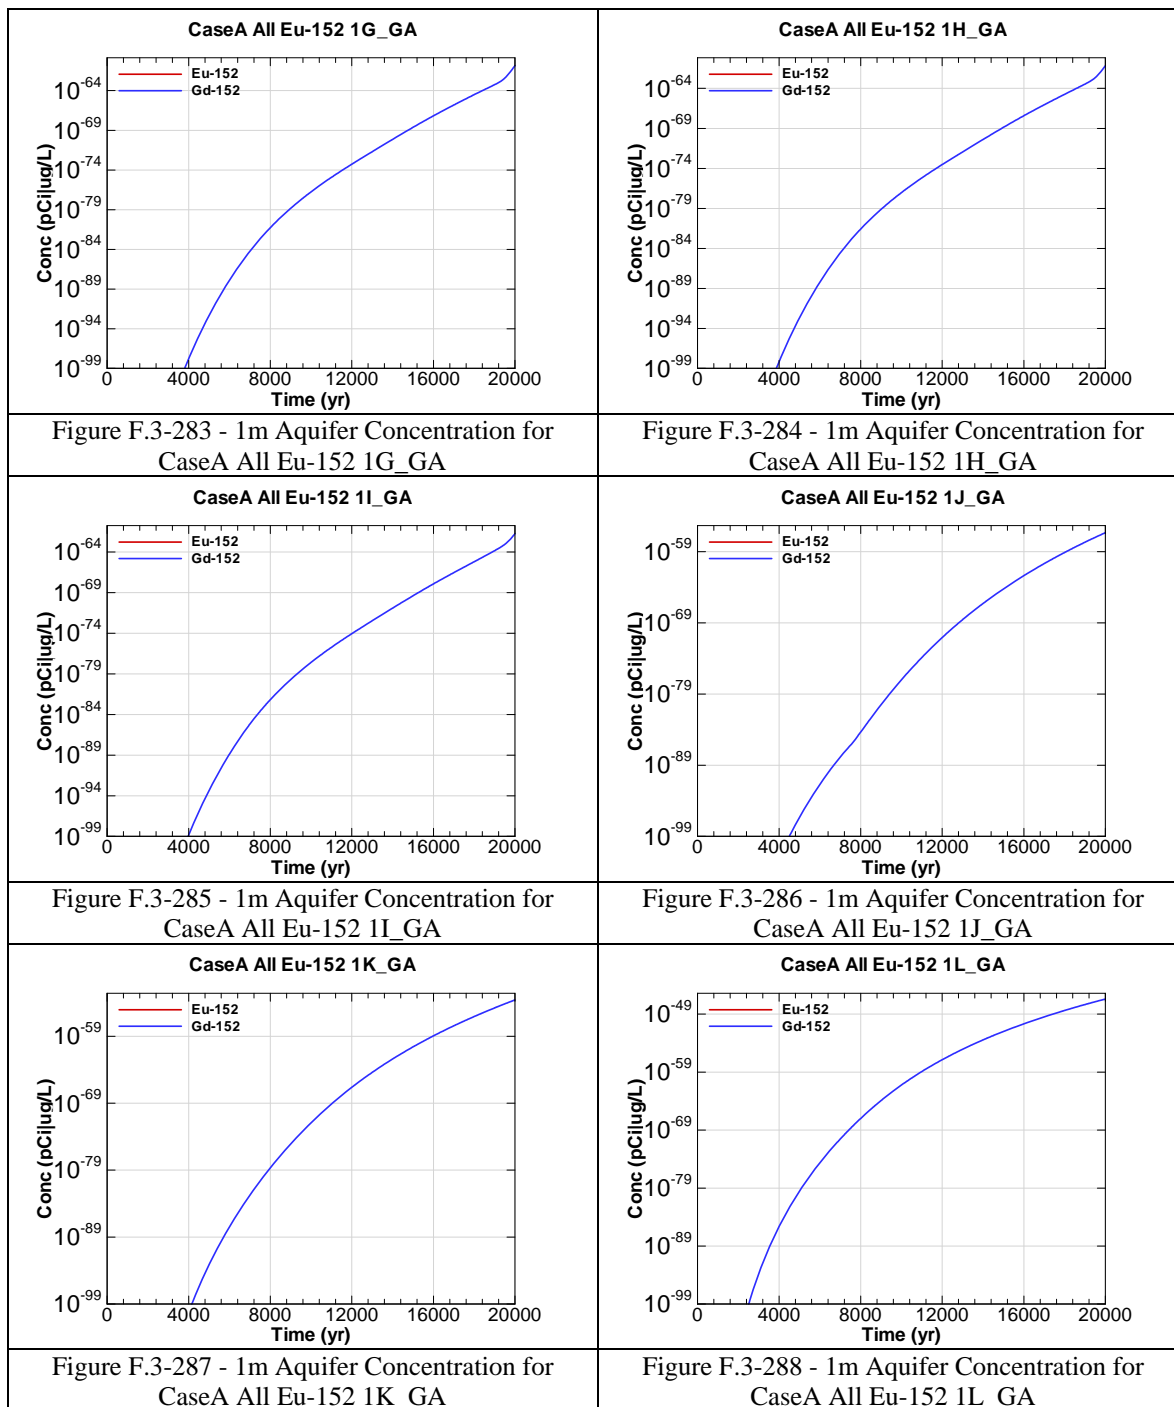 CaseA All Eu-152 1G_GA
Eu-152
Gd-152
10-64
10-69
10-74
10-79
10-84
10-89
10-94
10-99
Conc (pCi|ug/L)
0 4000 8000 12000 16000 20000
Time (yr)
Figure F.3-283 - 1m Aquifer Concentration for
CaseA All Eu-152 1G_GA
CaseA All Eu-152 1H_GA
Eu-152
Gd-152
10-64
10-69
10-74
10-79
10-84
10-89
10-94
10-99
Conc (pCi|ug/L)
0 4000 8000 12000 16000 20000
Time (yr)
Figure F.3-284 - 1m Aquifer Concentration for
CaseA All Eu-152 1H_GA
CaseA All Eu-152 1I_GA
Eu-152
Gd-152
10-64
10-69
10-74
10-79
10-84
10-89
10-94
10-99
Conc (pCi|ug/L)
0 4000 8000 12000 16000 20000
Time (yr)
Figure F.3-285 - 1m Aquifer Concentration for
CaseA All Eu-152 1I_GA
CaseA All Eu-152 1J_GA
Eu-152
Gd-152
10-59
10-69
10-79
10-89
10-99
Conc (pCi|ug/L)
0 4000 8000 12000 16000 20000
Time (yr)
Figure F.3-286 - 1m Aquifer Concentration for
CaseA All Eu-152 1J_GA
CaseA All Eu-152 1K_GA
Eu-152
Gd-152
10-59
10-69
10-79
10-89
10-99
Conc (pCi|ug/L)
0 4000 8000 12000 16000 20000
Time (yr)
Figure F.3-287 - 1m Aquifer Concentration for
CaseA All Eu-152 1K_GA
CaseA All Eu-152 1L_GA
Eu-152
Gd-152
10-49
10-59
10-69
10-79
10-89
10-99
Conc (pCi|ug/L)
0 4000 8000 12000 16000 20000
Time (yr)
Figure F.3-288 - 1m Aquifer Concentration for
CaseA All Eu-152 1L_GA